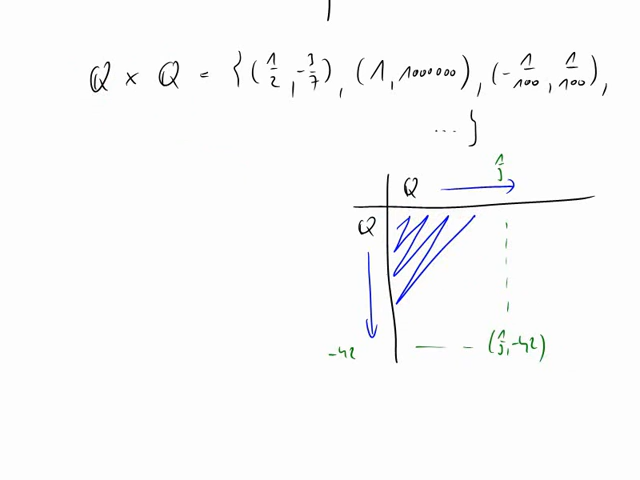 Q × Q = {(1/2, -3/7), (1, 1000000), (-1/100, 1/100),
... }
1/3
Q
Q
-42
(1/3, -42)